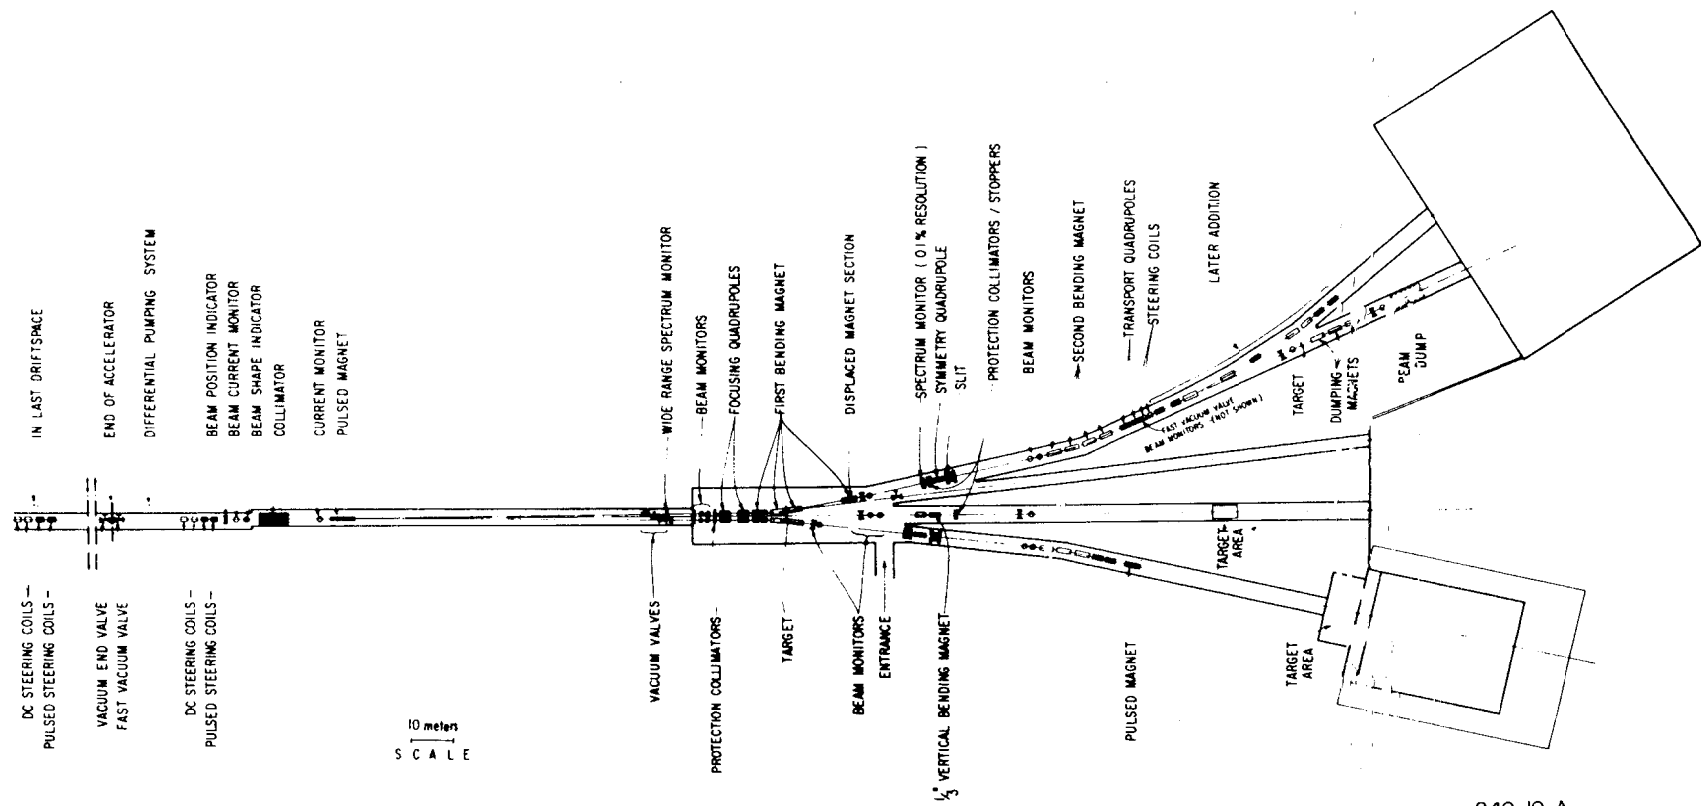 IN LAST DRIFTSPACE
END OF ACCELERATOR
DIFFERENTIAL PUMPING SYSTEM
BEAM POSITION INDICATOR
BEAM CURRENT MONITOR
BEAM SHAPE INDICATOR
COLLIMATOR
CURRENT MONITOR
PULSED MAGNET
WIDE RANGE SPECTRUM MONITOR
BEAM MONITORS
FOCUSING QUADRUPOLES
FIRST BENDING MAGNET
DISPLACED MAGNET SECTION
SPECTRUM MONITOR (0.1% RESOLUTION)
SYMMETRY QUADRUPOLE
SLIT
PROTECTION COLLIMATORS / STOPPERS
BEAM MONITORS
SECOND BENDING MAGNET
TRANSPORT QUADRUPOLES
STEERING COILS
LATER ADDITION
FAST VACUUM VALVE
BEAM MONITORS (NOT SHOWN)
TARGET
DUMPING
MAGNETS
BEAM
DUMP
DC STEERING COILS -
PULSED STEERING COILS -
VACUUM END VALVE
FAST VACUUM VALVE
DC STEERING COILS -
PULSED STEERING COILS -
10 meters
SCALE
VACUUM VALVES
PROTECTION COLLIMATORS
TARGET
BEAM MONITORS
ENTRANCE
1/3° VERTICAL BENDING MAGNET
PULSED MAGNET
TARGET
AREA
TARGET
AREA